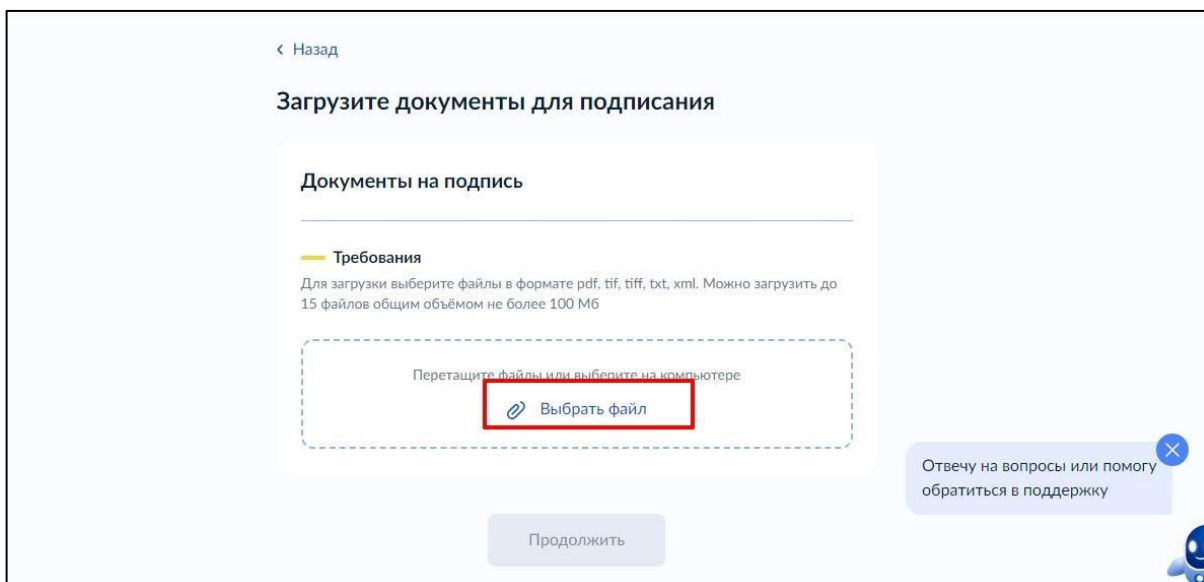 Назад
Загрузите документы для подписания
Документы на подпись
Требования
Для загрузки выберите файлы в формате pdf, tif, tiff, txt, xml. Можно загрузить до
15 файлов общим объёмом не более 100 Мб
Перетащите файлы или выберите на компьютере
Выбрать файл
Отвечу на вопросы или помогу
обратиться в поддержку
Продолжить